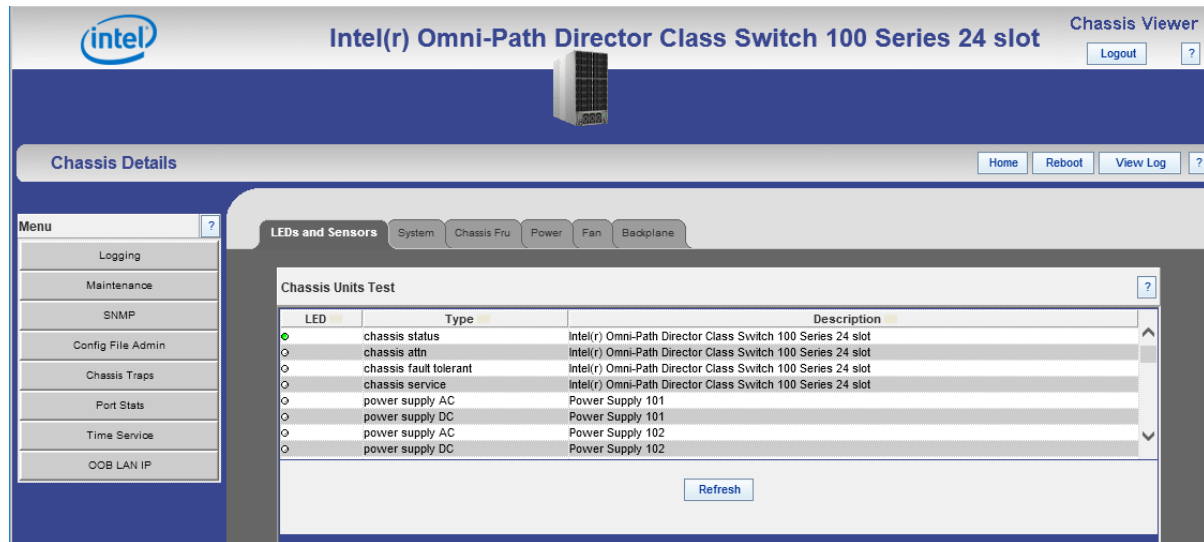 intel
Intel(r) Omni-Path Director Class Switch 100 Series 24 slot
Chassis Viewer
Logout
?
Chassis Details
Home
Reboot
View Log
?
Menu
?
Logging
Maintenance
SNMP
Config File Admin
Chassis Traps
Port Stats
Time Service
OOB LAN IP
LEDs and Sensors
System
Chassis Fru
Power
Fan
Backplane
Chassis Units Test
?
LED Type Description
chassis status Intel(r) Omni-Path Director Class Switch 100 Series 24 slot
chassis attn Intel(r) Omni-Path Director Class Switch 100 Series 24 slot
chassis fault tolerant Intel(r) Omni-Path Director Class Switch 100 Series 24 slot
chassis service Intel(r) Omni-Path Director Class Switch 100 Series 24 slot
power supply AC Power Supply 101
power supply DC Power Supply 101
power supply AC Power Supply 102
power supply DC Power Supply 102
Refresh